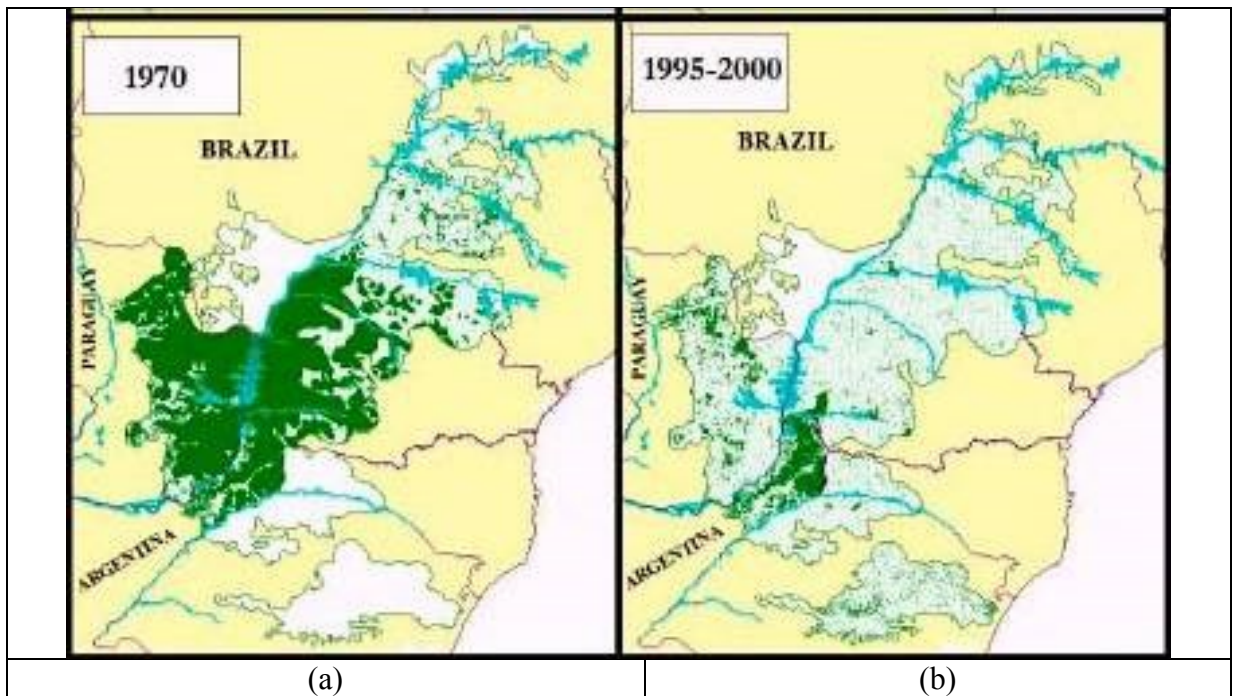 1970
BRAZIL
PARAGUAY
ARGENTINA
1995-2000
BRAZIL
PARAGUAY
ARGENTINA
(a)
(b)